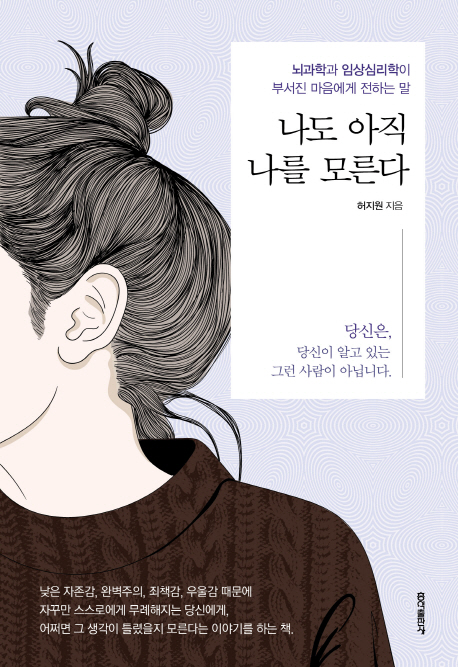 뇌과학과 임상심리학이
부서진 마음에게 전하는 말
나도 아직
나를 모른다
허지원 지음
당신은,
당신이 알고 있는
그런 사람이 아닙니다.
낮은 자존감, 완벽주의, 죄책감, 우울감 때문에
자꾸만 스스로에게 무례해지는 당신에게,
어쩌면 그 생각이 틀렸을지 모른다는 이야기를 하는 책.
홍익출판사